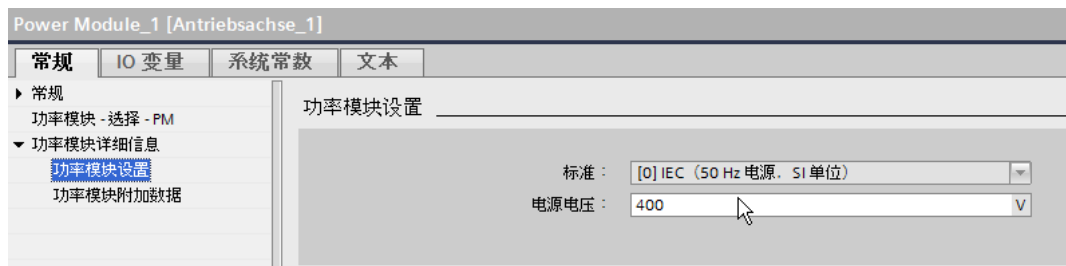 Power Module_1 [Antriebsachse_1]
常规 IO 变量 系统常数 文本
常规
功率模块 - 选择 - PM
功率模块详细信息
功率模块设置
功率模块附加数据
功率模块设置
标准： [0] IEC（50 Hz 电源，SI 单位）
电源电压： 400 V